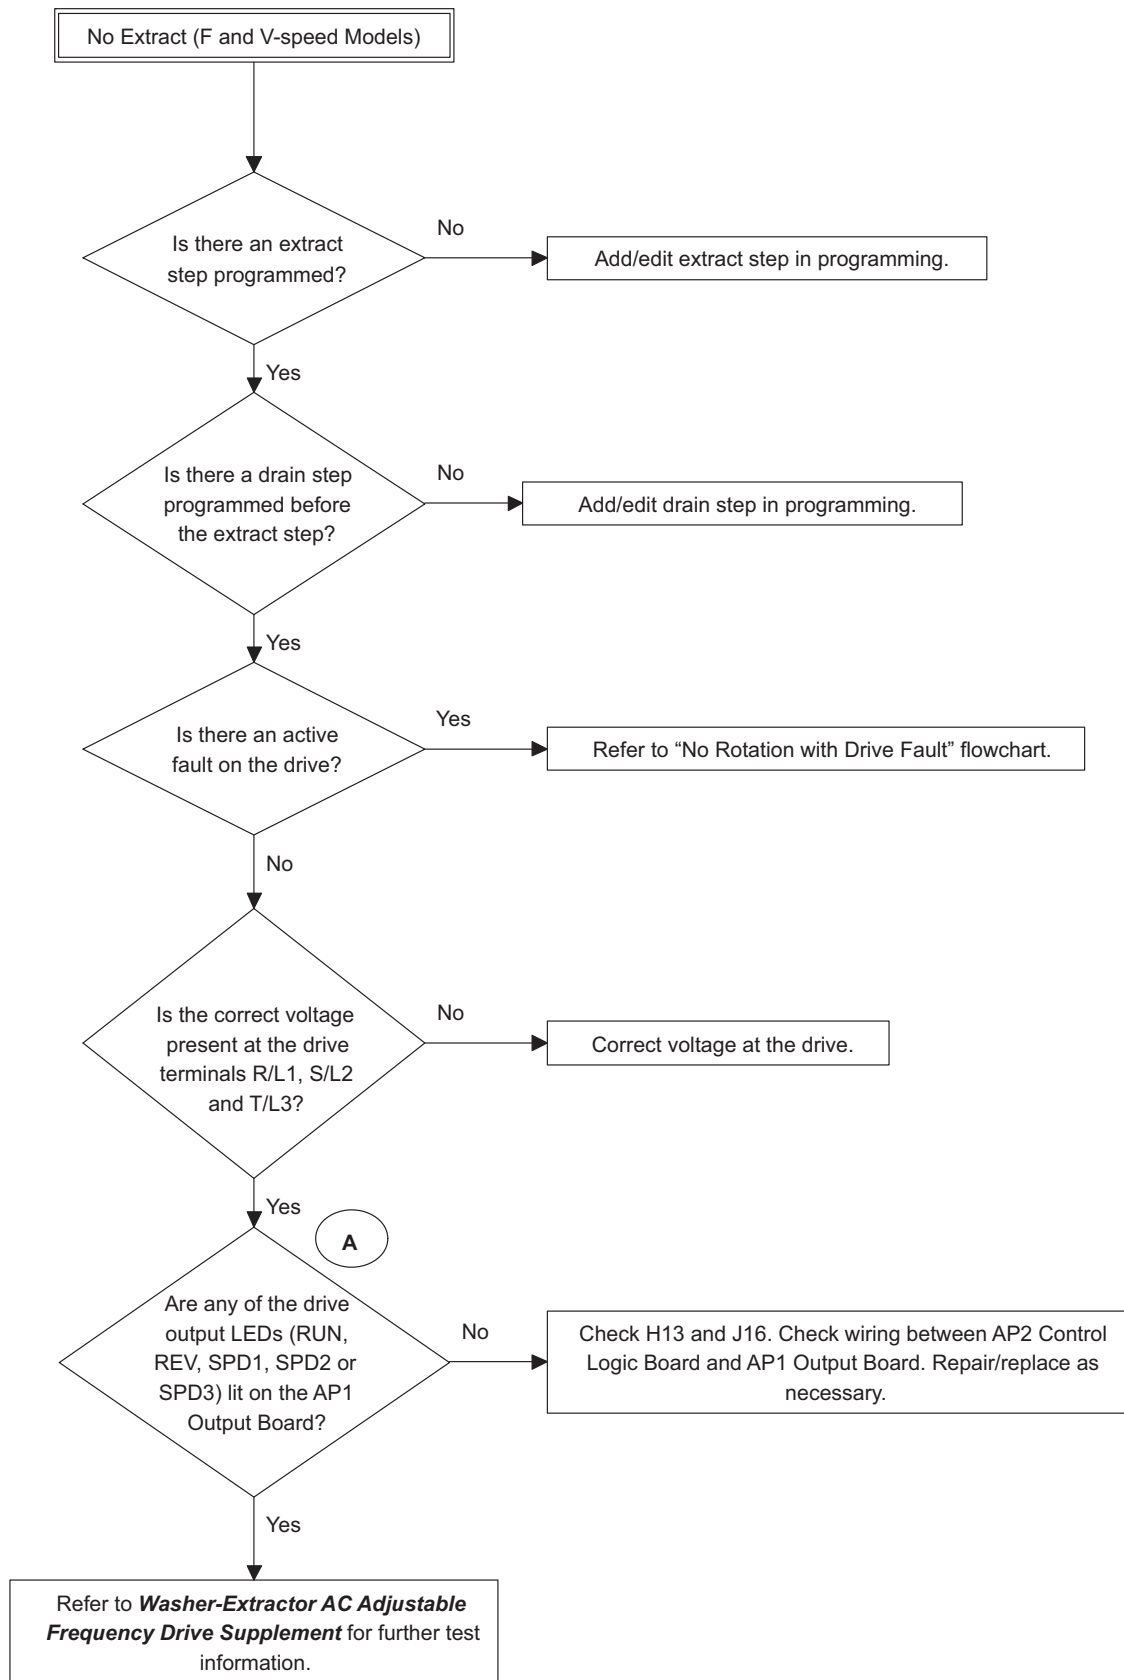 No Extract (F and V-speed Models)
Is there an extract
step programmed?
No
Add/edit extract step in programming.
Yes
Is there a drain step
programmed before
the extract step?
No
Add/edit drain step in programming.
Yes
Is there an active
fault on the drive?
Yes
Refer to “No Rotation with Drive Fault” flowchart.
No
Is the correct voltage
present at the drive
terminals R/L1, S/L2
and T/L3?
No
Correct voltage at the drive.
Yes
A
Are any of the drive
output LEDs (RUN,
REV, SPD1, SPD2 or
SPD3) lit on the AP1
Output Board?
No
Check H13 and J16. Check wiring between AP2 Control
Logic Board and AP1 Output Board. Repair/replace as
necessary.
Yes
Refer to Washer-Extractor AC Adjustable
Frequency Drive Supplement for further test
information.